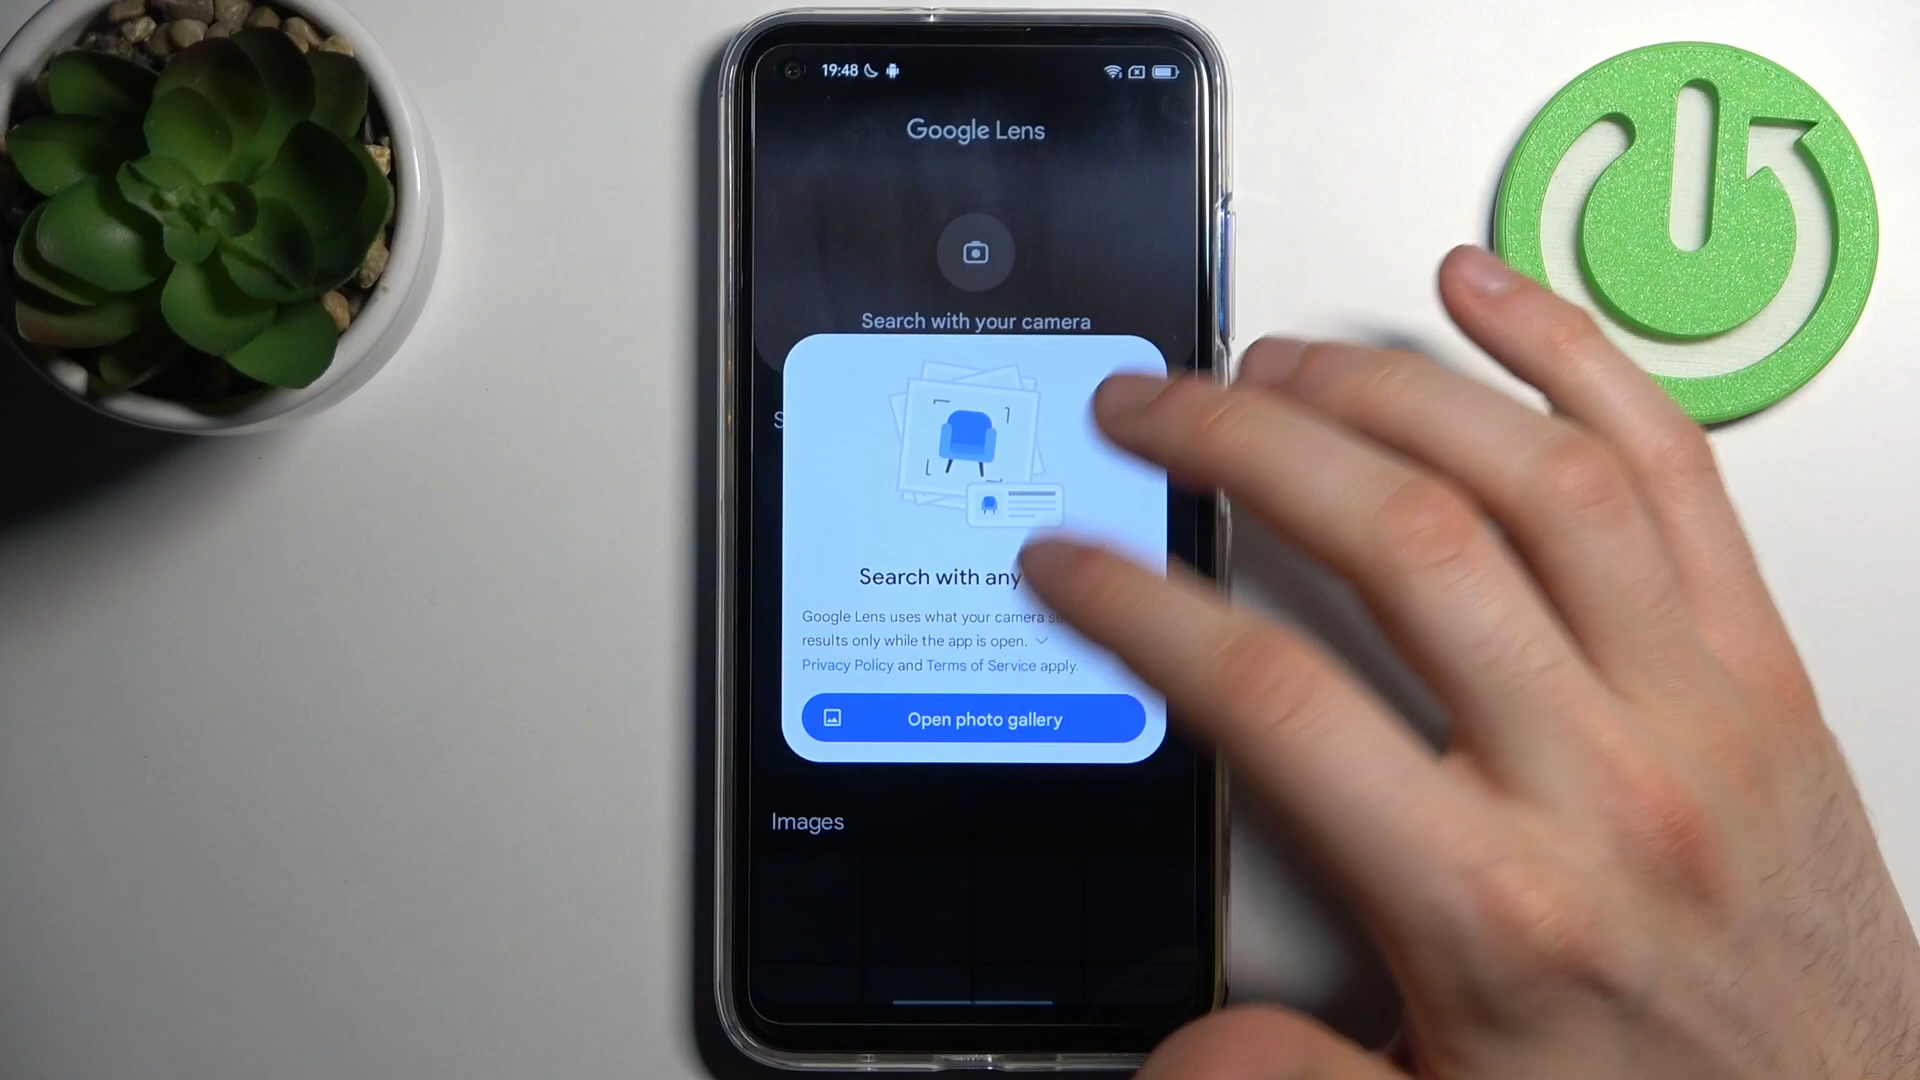 19:48
Google Lens
Search with your camera
S
Search with any
Google Lens uses what your camera
results only while the app is open.
Privacy Policy and Terms of Service apply.
Open photo gallery
Images